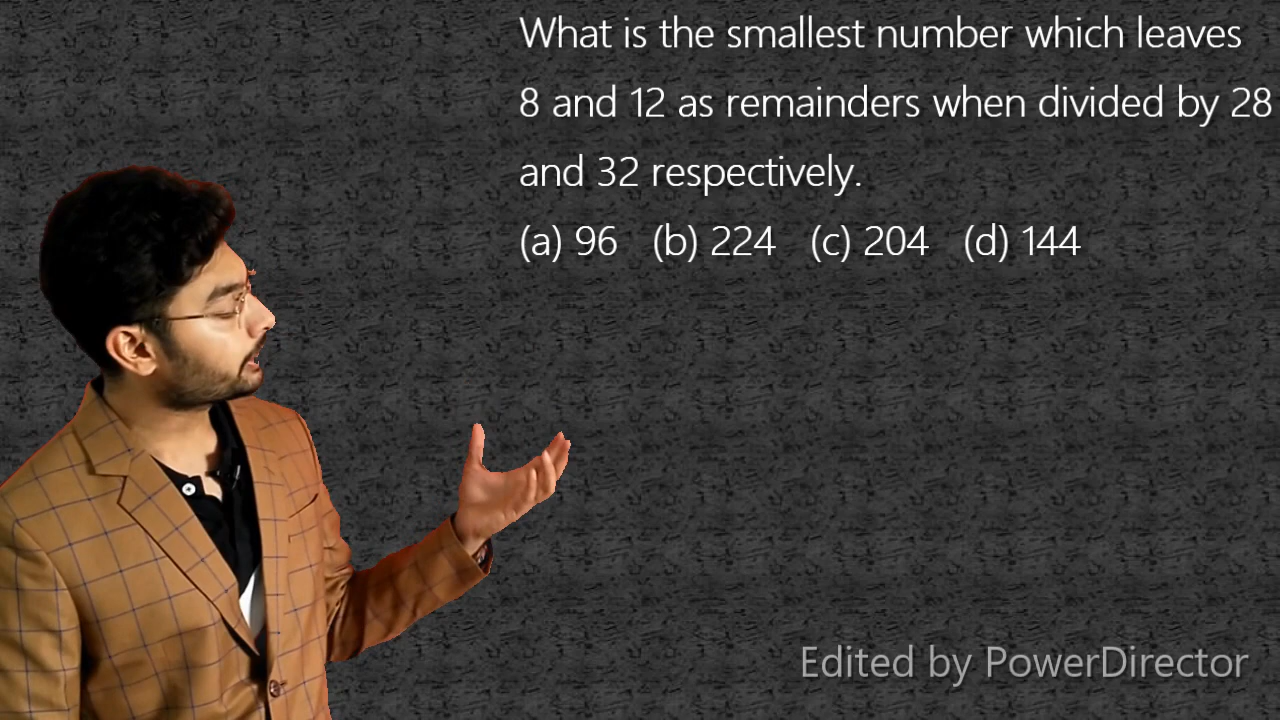 What is the smallest number which leaves
8 and 12 as remainders when divided by 28
and 32 respectively.
(a) 96 (b) 224 (c) 204 (d) 144
Edited by PowerDirector